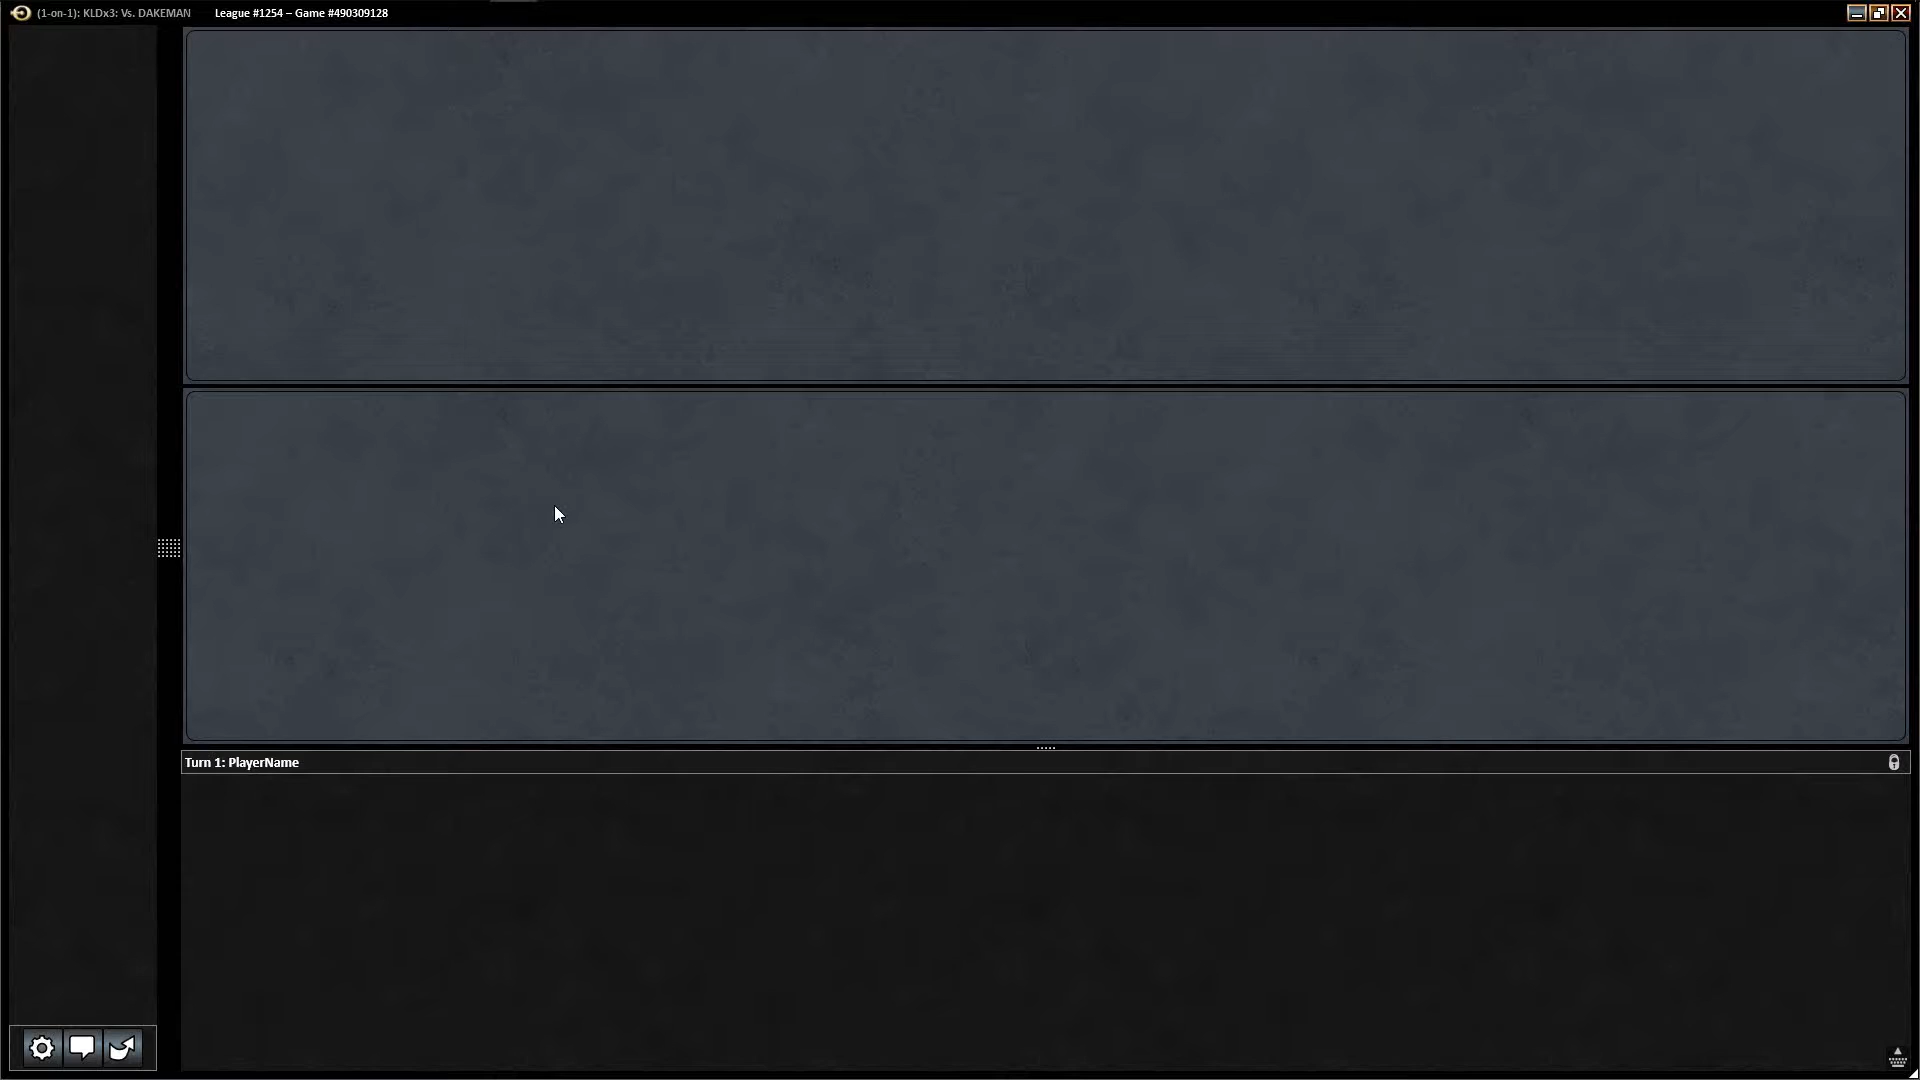 (1-on-1): KLDx3: Vs. DAKEMAN League #1254 – Game #490309128
Turn 1: PlayerName